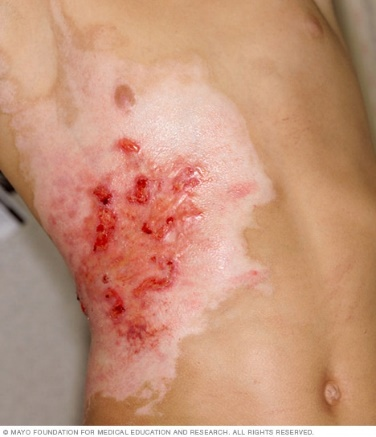 © MAYO FOUNDATION FOR MEDICAL EDUCATION AND RESEARCH. ALL RIGHTS RESERVED.